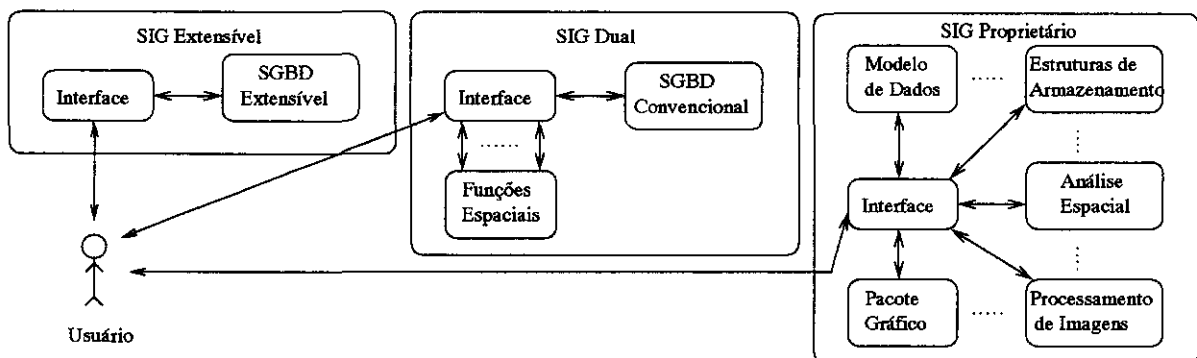 SIG Extensível
Interface
SGBD
Extensível
SIG Dual
Interface
SGBD
Convencional
Funções
Espaciais
SIG Proprietário
Modelo
de Dados
Estruturas de
Armazenamento
Interface
Análise
Espacial
Pacote
Gráfico
Processamento
de Imagens
Usuário